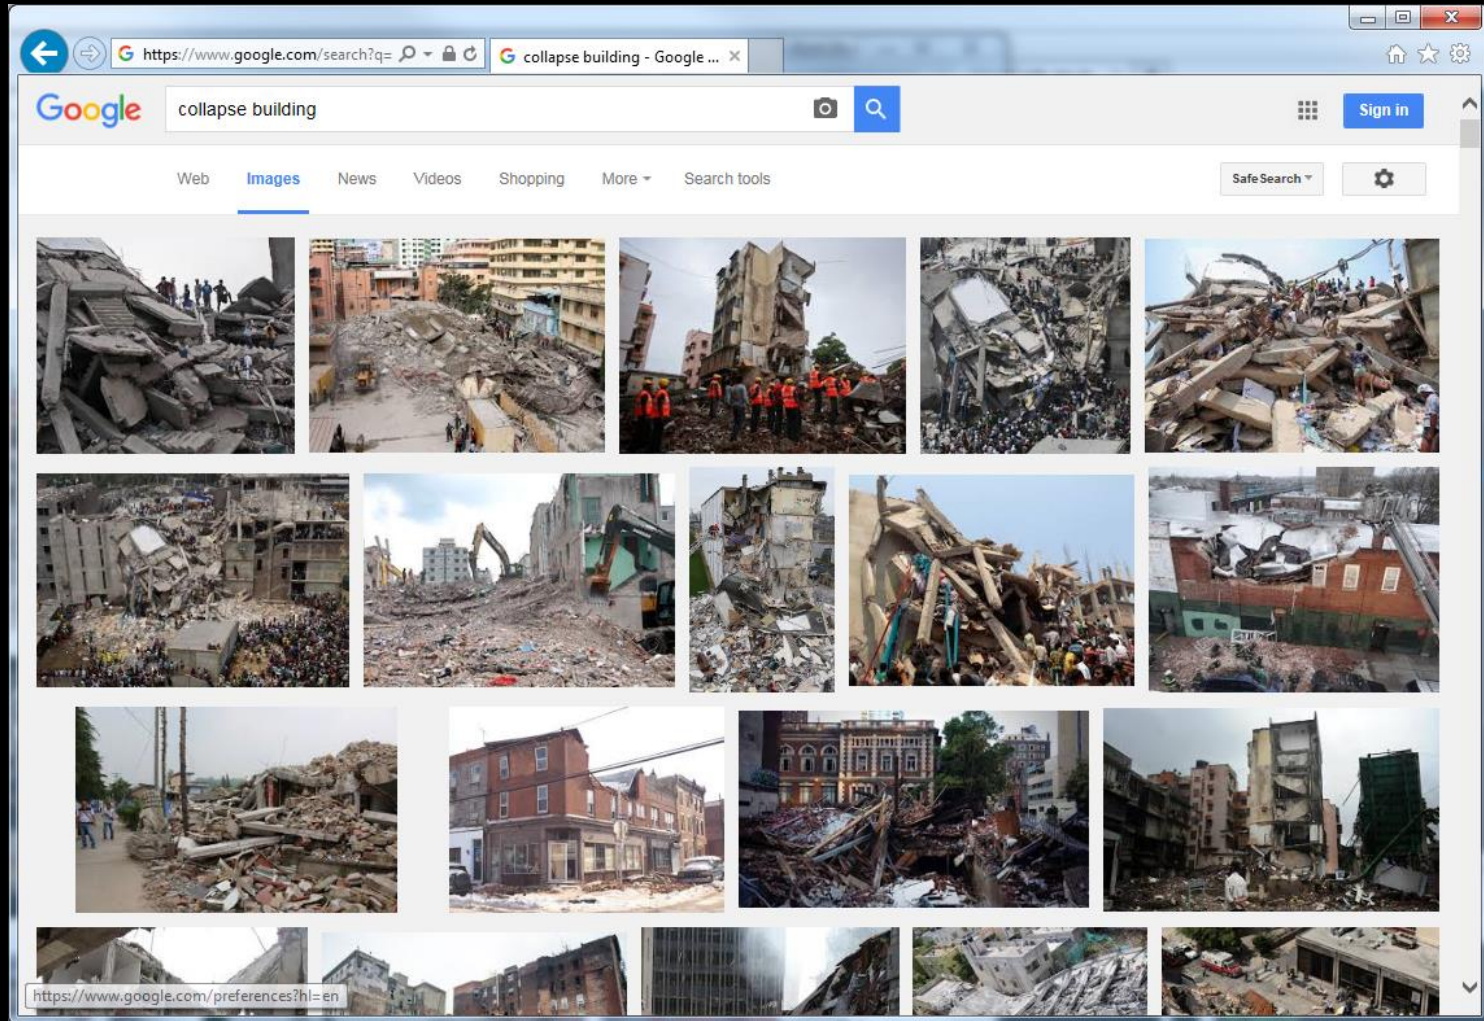 https://www.google.com/search?q=
collapse building - Google ...
Google
collapse building
Sign in
Web Images News Videos Shopping More Search tools
SafeSearch
https://www.google.com/preferences?hl=en